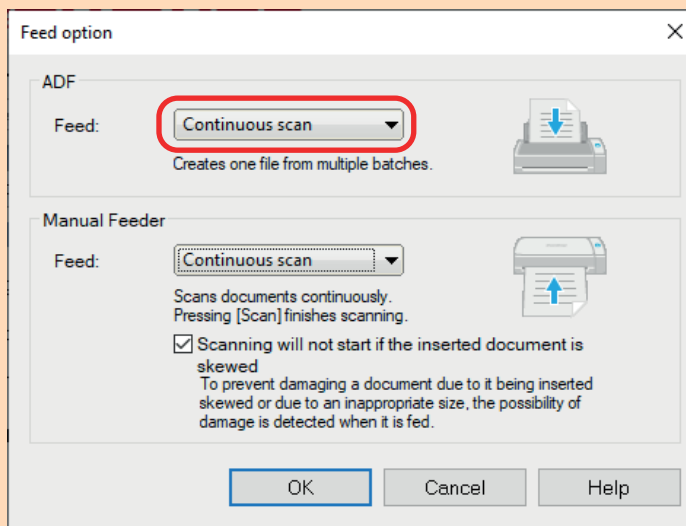 Feed option
ADF
Feed:
Continuous scan
Creates one file from multiple batches.
Manual Feeder
Feed:
Continuous scan
Scans documents continuously.
Pressing [Scan] finishes scanning.
Scanning will not start if the inserted document is
skewed
To prevent damaging a document due to it being inserted
skewed or due to an inappropriate size, the possibility of
damage is detected when it is fed.
OK
Cancel
Help